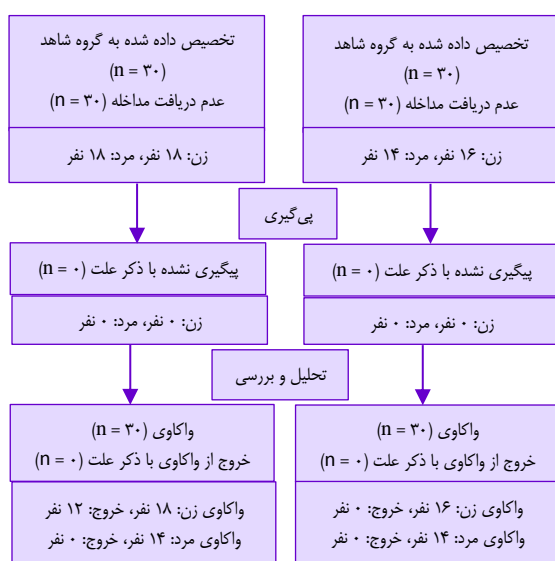 تخصیص داده شده به گروه شاهد
(n = ۳۰)
عدم دریافت مداخله (n = ۳۰)
زن: ۱۶ نفر، مرد: ۱۴ نفر
تخصیص داده شده به گروه شاهد
(n = ۳۰)
عدم دریافت مداخله (n = ۳۰)
زن: ۱۸ نفر، مرد: ۱۸ نفر
پی‌گیری
پیگیری نشده با ذکر علت (n = ۰)
زن: ۰ نفر، مرد: ۰ نفر
پیگیری نشده با ذکر علت (n = ۰)
زن: ۰ نفر، مرد: ۰ نفر
تحلیل و بررسی
واکاوی (n = ۳۰)
خروج از واکاوی با ذکر علت (n = ۰)
واکاوی زن: ۱۶ نفر، خروج: ۰ نفر
واکاوی مرد: ۱۴ نفر، خروج: ۰ نفر
واکاوی (n = ۳۰)
خروج از واکاوی با ذکر علت (n = ۰)
واکاوی زن: ۱۸ نفر، خروج: ۱۲ نفر
واکاوی مرد: ۱۴ نفر، خروج: ۰ نفر